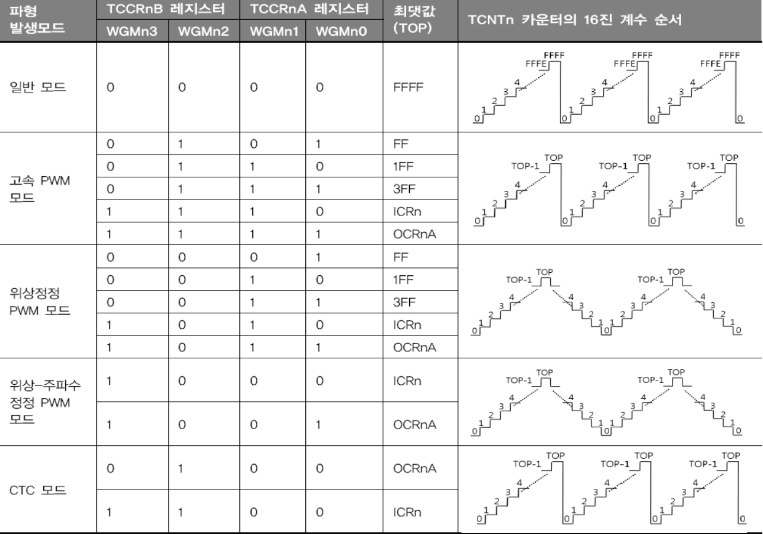 파형
발생모드
TCCRnB 레지스터
TCCRnA 레지스터
최댓값
(TOP)
TCNTn 카운터의 16진 계수 순서
WGMn3 WGMn2 WGMn1 WGMn0
일반 모드 0 0 0 0 FFFF
0 1 2 3 4 FFFE FFFF 0 1 2 3 4 FFFE FFFF 0 1 2 3 4 FFFE FFFF 0
고속 PWM
모드
0 1 0 1 FF
0 1 1 0 1FF
0 1 1 1 3FF
1 1 1 0 ICRn
1 1 1 1 OCRnA
0 1 2 3 4 TOP-1 TOP 0 1 2 3 4 TOP-1 TOP 0 1 2 3 4 TOP-1 TOP 0
위상정정
PWM 모드
0 0 0 1 FF
0 0 1 0 1FF
0 0 1 1 3FF
1 0 1 0 ICRn
1 0 1 1 OCRnA
0 1 2 3 4 TOP-1 TOP 4 3 2 1 0 1 2 3 4 TOP-1 TOP 4 3 2 1 0
위상-주파수
정정 PWM
모드
1 0 0 0 ICRn
1 0 0 1 OCRnA
0 1 2 3 4 TOP-1 TOP 4 3 2 1 0 1 2 3 4 TOP-1 TOP 4 3 2 1 0
CTC 모드
0 1 0 0 OCRnA
1 1 0 0 ICRn
0 1 2 3 4 TOP-1 TOP 0 1 2 3 4 TOP-1 TOP 0 1 2 3 4 TOP-1 TOP 0